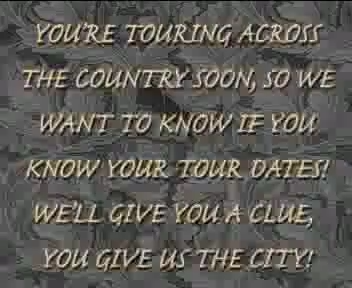 YOU'RE TOURING ACROSS
THE COUNTRY SOON, SO WE
WANT TO KNOW IF YOU
KNOW YOUR TOUR DATES!
WE'LL GIVE YOU A CLUE,
YOU GIVE US THE CITY!